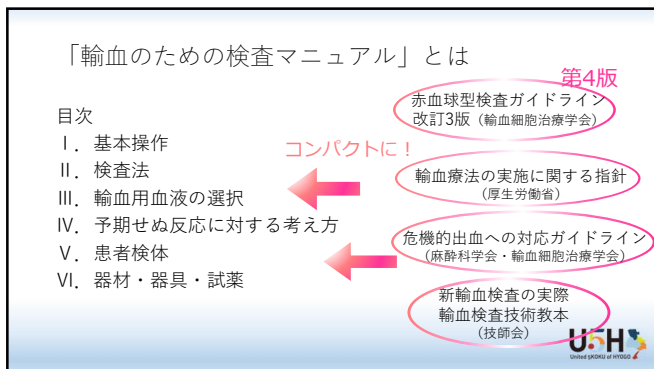 「輸血のための検査マニュアル」とは
目次
Ⅰ．基本操作
Ⅱ．検査法
Ⅲ．輸血用血液の選択
Ⅳ．予期せぬ反応に対する考え方
Ⅴ．患者検体
Ⅵ．器材・器具・試薬
コンパクトに！
第4版
赤血球型検査ガイドライン
改訂3版（輸血細胞治療学会）
輸血療法の実施に関する指針
（厚生労働省）
危機的出血への対応ガイドライン
（麻酔科学会・輸血細胞治療学会）
新輸血検査の実際
輸血検査技術教本
（技師会）
U5H
United 5KOKU of HYOGO